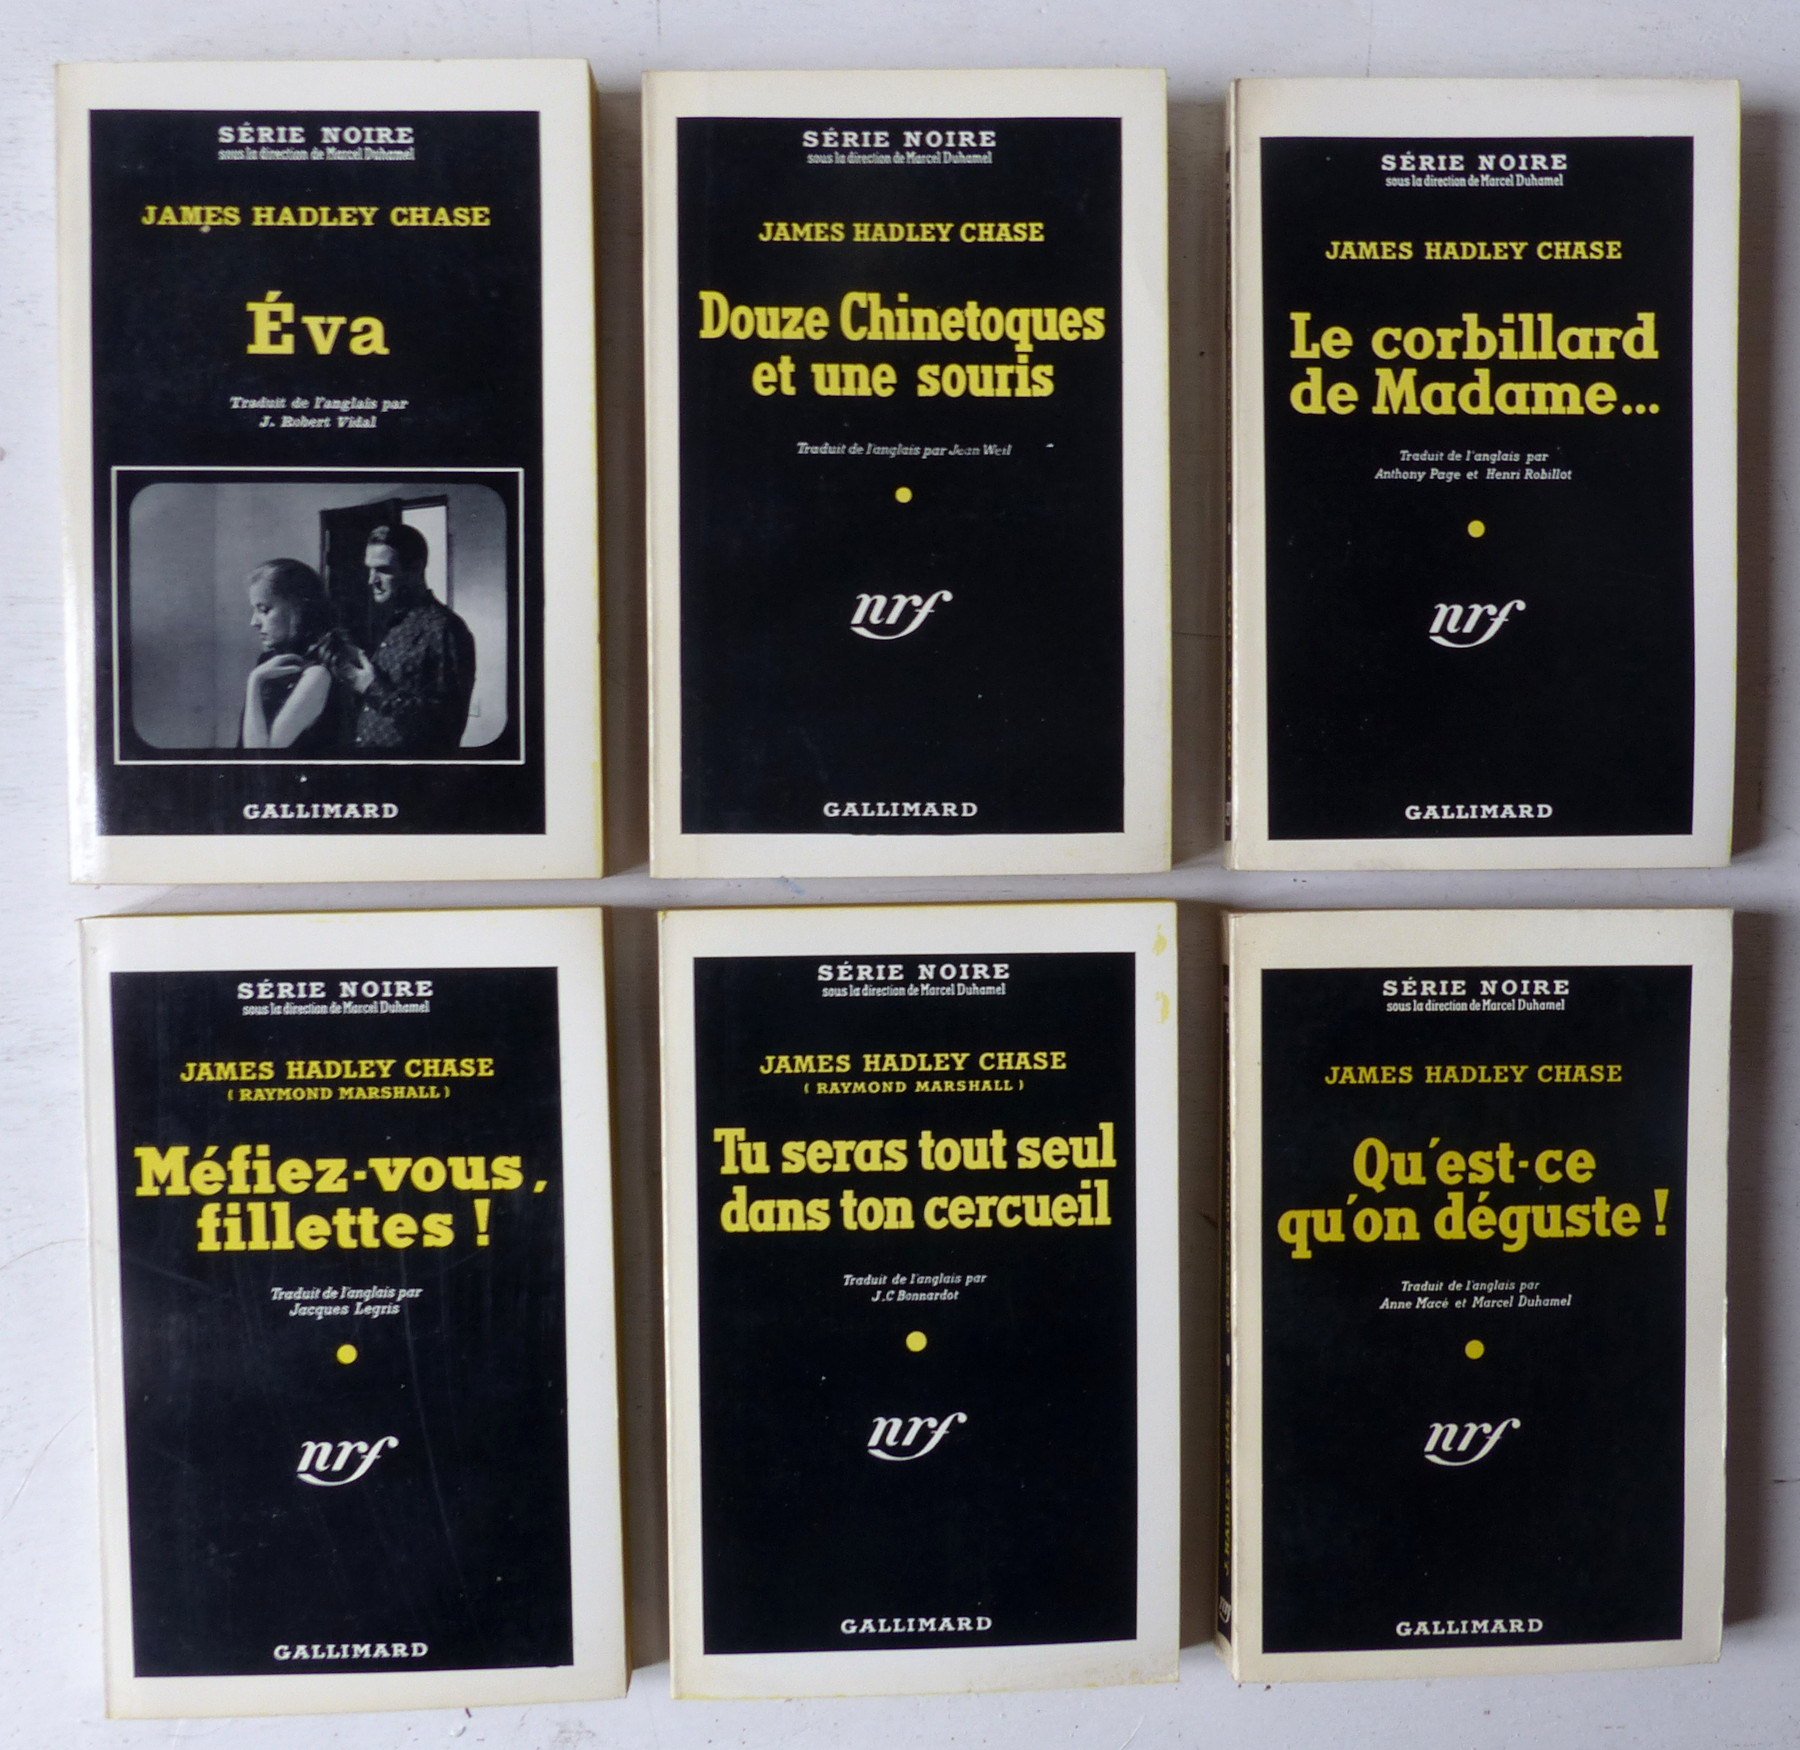 SÉRIE NOIRE
sous la direction de Marcel Duhamel
JAMES HADLEY CHASE
Éva
Traduit de l'anglais par
J. Robert Vidal
GALLIMARD
SÉRIE NOIRE
sous la direction de Marcel Duhamel
JAMES HADLEY CHASE
Douze Chinetoques
et une souris
Traduit de l'anglais par Jean Weil
nrf
GALLIMARD
SÉRIE NOIRE
sous la direction de Marcel Duhamel
JAMES HADLEY CHASE
Le corbillard
de Madame...
Traduit de l'anglais par
Anthony Page et Henri Robillot
nrf
GALLIMARD
SÉRIE NOIRE
sous la direction de Marcel Duhamel
JAMES HADLEY CHASE
(RAYMOND MARSHALL)
Méfiez-vous,
fillettes !
Traduit de l'anglais par
Jacques Legris
nrf
GALLIMARD
SÉRIE NOIRE
sous la direction de Marcel Duhamel
JAMES HADLEY CHASE
(RAYMOND MARSHALL)
Tu seras tout seul
dans ton cercueil
Traduit de l'anglais par
J.C Bonnardot
nrf
GALLIMARD
SÉRIE NOIRE
sous la direction de Marcel Duhamel
JAMES HADLEY CHASE
Qu'est-ce
qu'on déguste !
Traduit de l'anglais par
Anne Macé et Marcel Duhamel
nrf
GALLIMARD
J. HADLEY CHASE
nrf